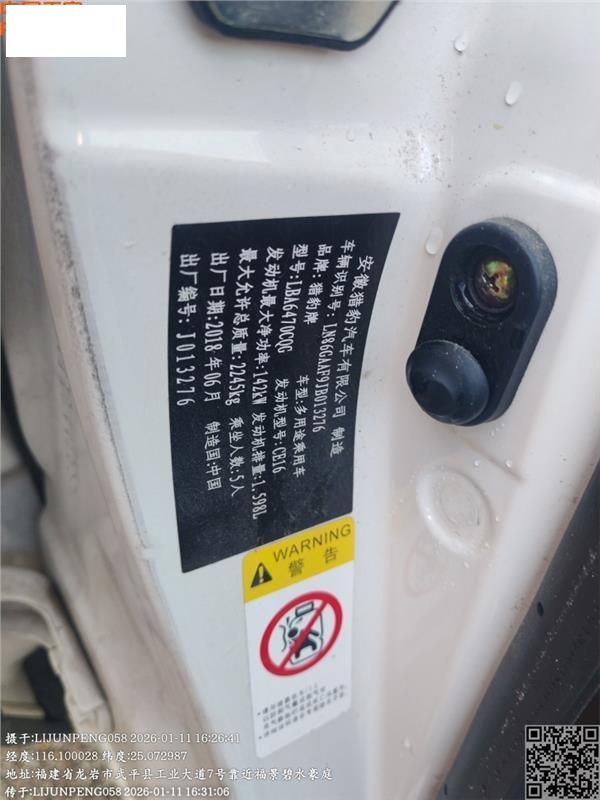 安徽猎豹汽车有限公司 制造
车辆识别号: LN86GAAF9JB013276
品牌: 猎豹牌 车型: 多用途乘用车
型号: LBA6470CQG 发动机型号: CE16
发动机最大净功率: 142kW 发动机排量: 1.598L
最大允许总质量: 2245kg 乘坐人数: 5人
出厂日期: 2018年06月 制造国: 中国
出厂编号: J013276
WARNING
警告
摄于:LIJUNPENG058 2026-01-11 16:26:41
经度:116.100028 纬度:25.072987
地址:福建省龙岩市武平县工业大道7号靠近福景碧水豪庭
传于:LIJUNPENG058 2026-01-11 16:31:06